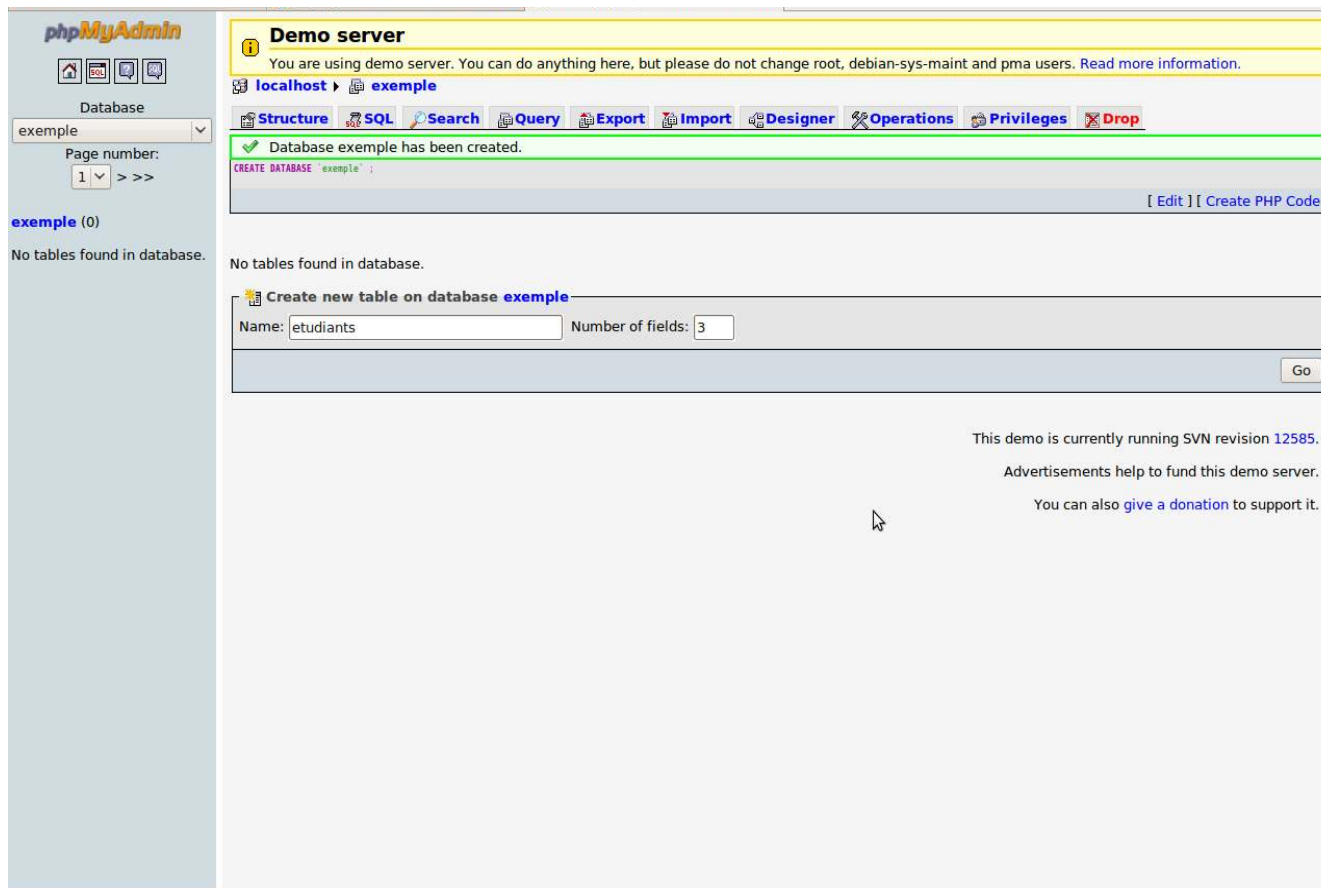 phpMyAdmin
Database
exemple
Page number:
1 > >>
exemple (0)
No tables found in database.
Demo server
You are using demo server. You can do anything here, but please do not change root, debian-sys-maint and pma users. Read more information.
localhost exemple
Structure SQL Search Query Export Import Designer Operations Privileges Drop
Database exemple has been created.
CREATE DATABASE `exemple` ;
[ Edit ] [ Create PHP Code
No tables found in database.
Create new table on database exemple
Name: etudiants Number of fields: 3
Go
This demo is currently running SVN revision 12585.
Advertisements help to fund this demo server.
You can also give a donation to support it.